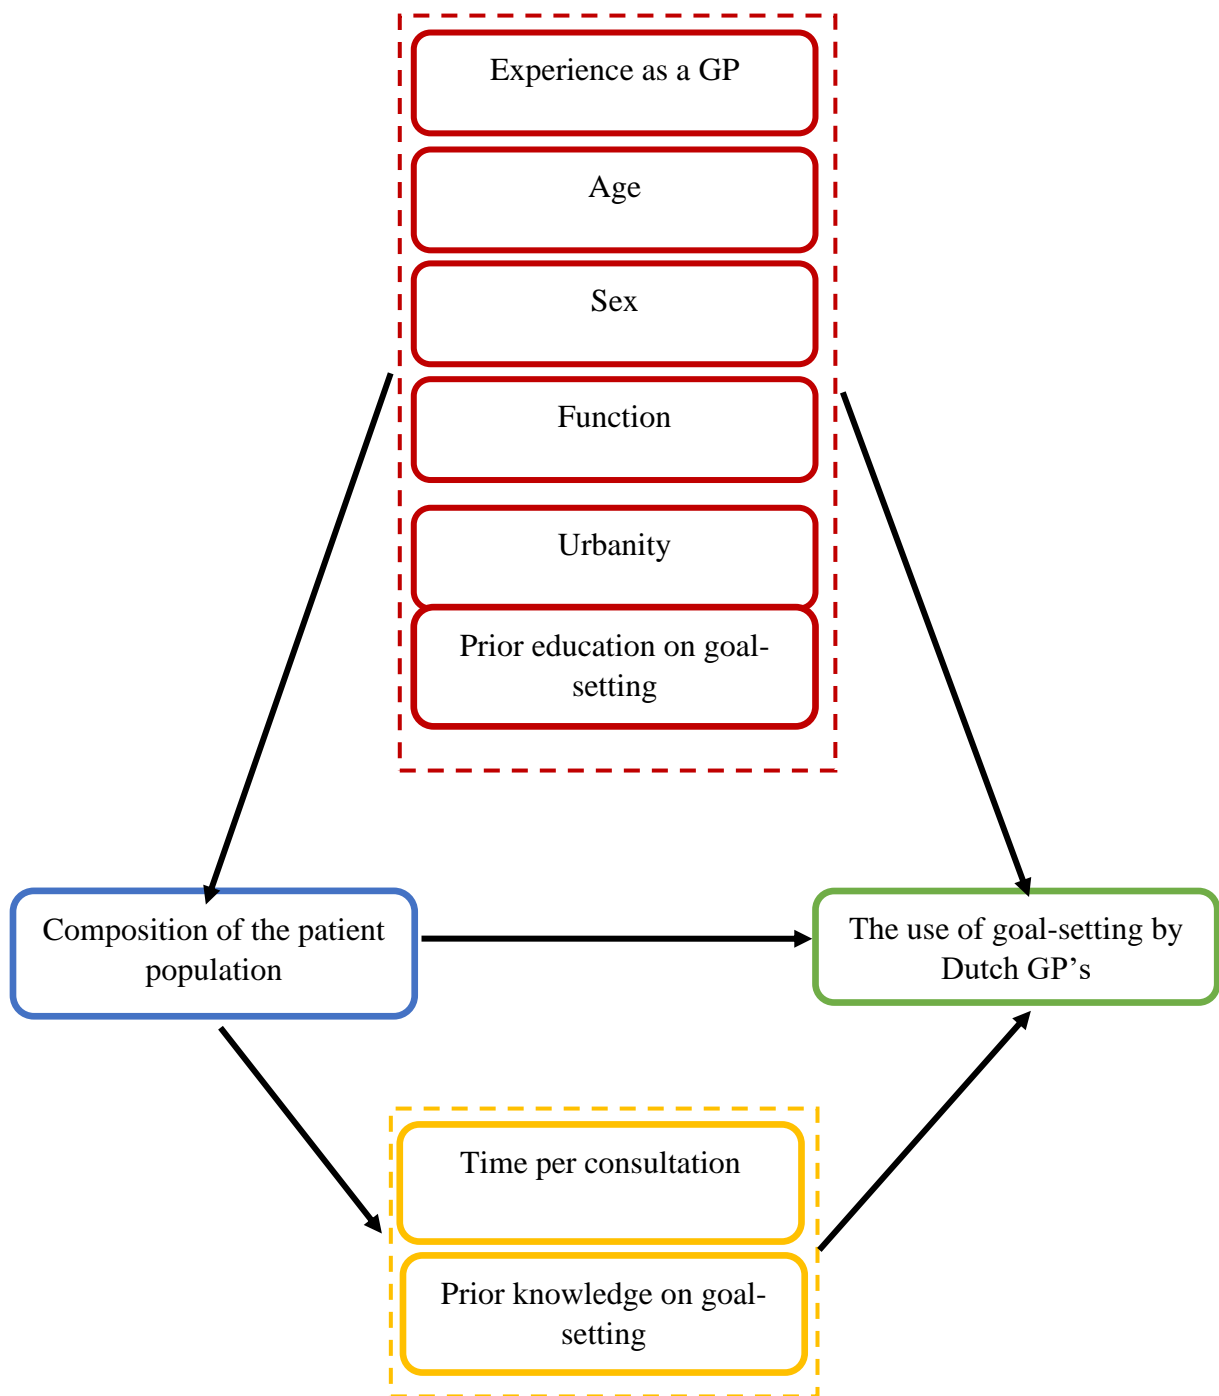 Experience as a GP
Age
Sex
Function
Urbanity
Prior education on goal-
setting
Composition of the patient
population
The use of goal-setting by
Dutch GP’s
Time per consultation
Prior knowledge on goal-
setting